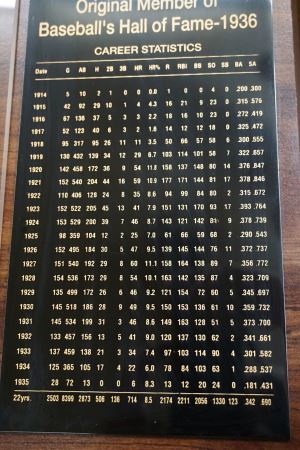 Original Member of
Baseball's Hall of Fame-1936
CAREER STATISTICS
Date G AB H 2B 3B HR HR% R RBI BB SO SB BA SA
1914 5 10 2 1 0 0 0.0 1 0 0 4 0 .200 .300
1915 42 92 29 10 1 4 4.3 16 21 9 23 0 .315 .576
1916 67 136 37 5 3 3 2.2 18 16 10 23 0 .272 .419
1917 52 123 40 6 3 2 1.6 14 12 12 18 0 .325 .472
1918 95 317 95 26 11 11 3.5 50 66 57 58 6 .300 .555
1919 130 432 139 34 12 29 6.7 103 114 101 58 7 .322 .657
1920 142 458 172 36 9 54 11.8 158 137 148 80 14 .376 .847
1921 152 540 204 44 16 59 10.9 177 171 144 81 17 .378 .846
1922 110 406 128 24 8 35 8.6 94 99 84 80 2 .315 .672
1923 152 522 205 45 13 41 7.9 151 131 170 93 17 .393 .764
1924 153 529 200 39 7 46 8.7 143 121 142 81 9 .378 .739
1925 98 359 104 12 2 25 7.0 61 66 59 68 2 .290 .543
1926 152 495 184 30 5 47 9.5 139 145 144 76 11 .372 .737
1927 151 540 192 29 8 60 11.1 158 164 138 89 7 .356 .772
1928 154 536 173 29 8 54 10.1 163 142 135 87 4 .323 .709
1929 135 499 172 26 6 46 9.2 121 154 72 60 5 .345 .697
1930 145 518 186 28 9 49 9.5 150 153 136 61 10 .359 .732
1931 145 534 199 31 3 46 8.6 149 163 128 51 5 .373 .700
1932 133 457 156 13 5 41 9.0 120 137 130 62 2 .341 .661
1933 137 459 138 21 3 34 7.4 97 103 114 90 4 .301 .582
1934 125 365 105 17 4 22 6.0 78 84 103 63 1 .288 .537
1935 28 72 13 0 0 6 8.3 13 12 20 24 0 .181 .431
22yrs. 2503 8399 2873 506 136 714 8.5 2174 2211 2056 1330 123 .342 .690